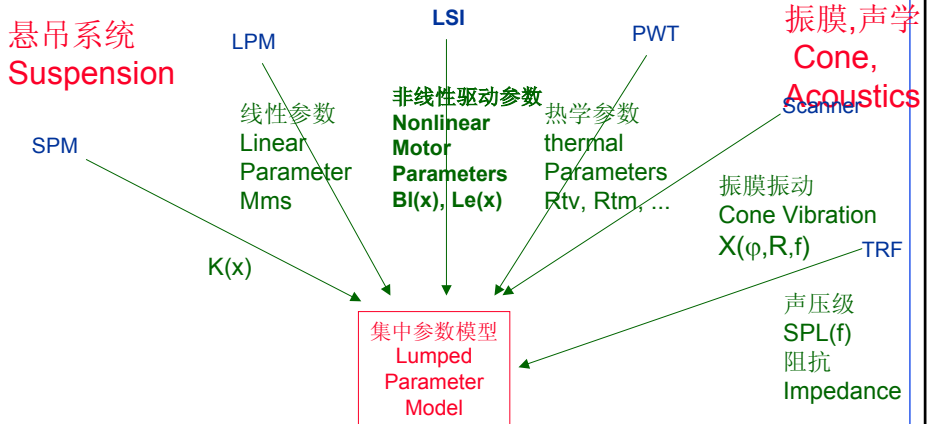 悬吊系统
Suspension
LPM
LSI
PWT
振膜,声学
Cone,
Acoustics
Scanner
SPM
线性参数
Linear
Parameter
Mms
非线性驱动参数
Nonlinear
Motor
Parameters
Bl(x), Le(x)
热学参数
thermal
Parameters
Rtv, Rtm, ...
振膜振动
Cone Vibration
X(φ,R,f)
TRF
K(x)
声压级
SPL(f)
阻抗
Impedance
集中参数模型
Lumped
Parameter
Model